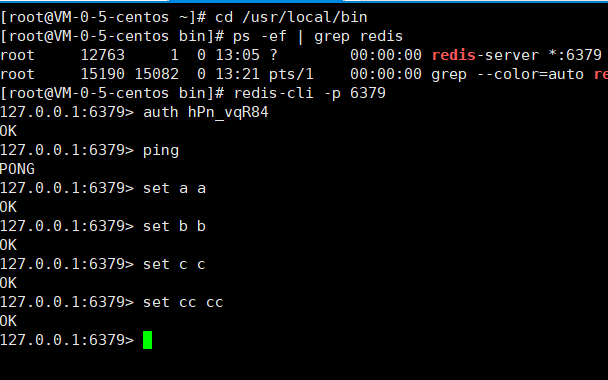 [root@VM-0-5-centos ~]# cd /usr/local/bin
[root@VM-0-5-centos bin]# ps -ef | grep redis
root     12763     1  0 13:05 ?        00:00:00 redis-server *:6379
root     15190 15082  0 13:21 pts/1    00:00:00 grep --color=auto re
[root@VM-0-5-centos bin]# redis-cli -p 6379
127.0.0.1:6379> auth hPn_vqR84
OK
127.0.0.1:6379> ping
PONG
127.0.0.1:6379> set a a
OK
127.0.0.1:6379> set b b
OK
127.0.0.1:6379> set c c
OK
127.0.0.1:6379> set cc cc
OK
127.0.0.1:6379>